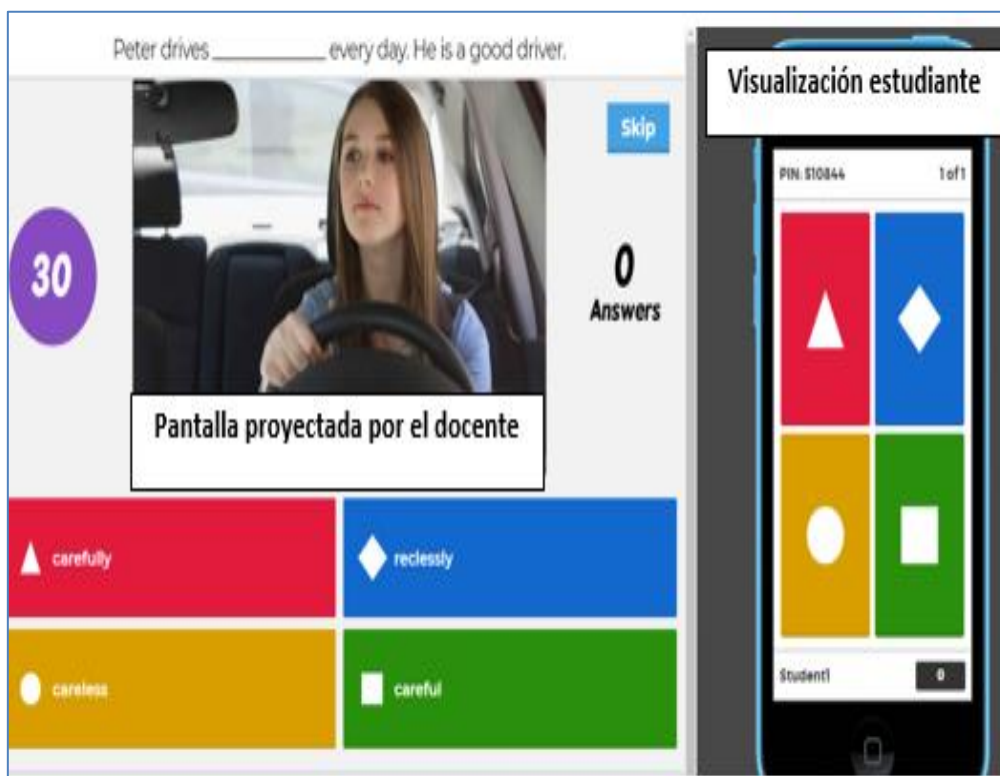 Peter drives ____________ every day. He is a good driver.
Skip
30
0
Answers
Pantalla proyectada por el docente
carefully
reclessly
careless
careful
Visualización estudiante
PIN: 510844 1 of 1
Student1 0